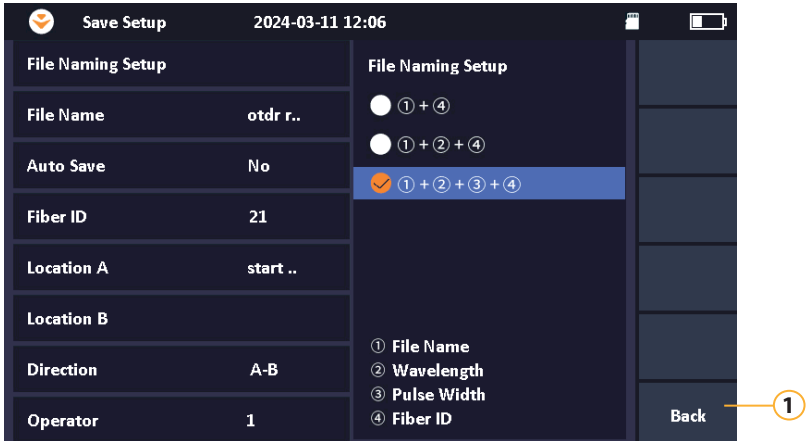 Save Setup 2024-03-11 12:06
File Naming Setup
File Name otdr r..
Auto Save No
Fiber ID 21
Location A start ..
Location B
Direction A-B
Operator 1
File Naming Setup
①+④
①+②+④
①+②+③+④
① File Name
② Wavelength
③ Pulse Width
④ Fiber ID
Back
1